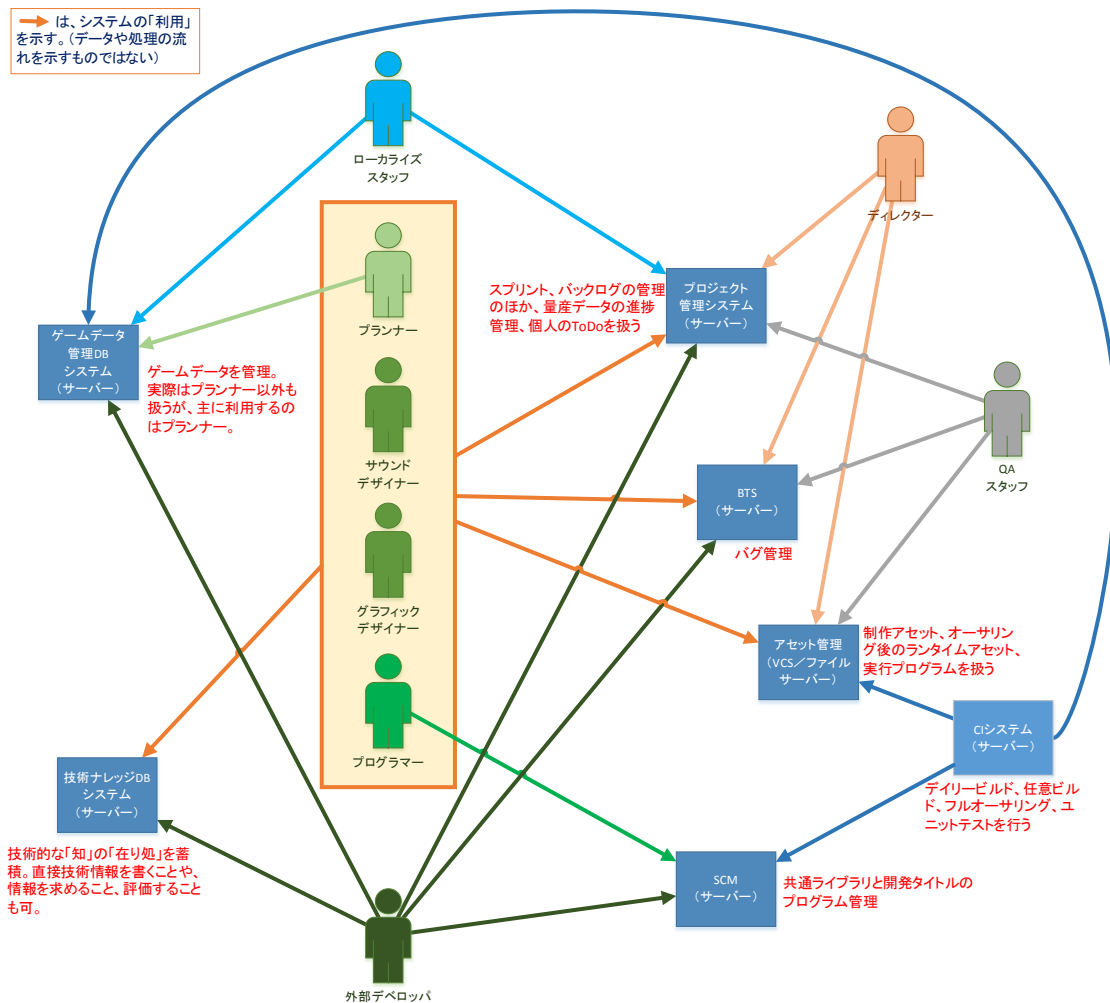 は、システムの「利用」
を示す。(データや処理の流
れを示すものではない)
ローカライズ
スタッフ
ディレクター
プランナー
スプリント、バックログの管理
のほか、量産データの進捗
管理、個人のToDoを扱う
プロジェクト
管理システム
(サーバー)
ゲームデータ
管理DB
システム
(サーバー)
ゲームデータを管理。
実際はプランナー以外も
扱うが、主に利用するの
はプランナー。
サウンド
デザイナー
QA
スタッフ
BTS
(サーバー)
バグ管理
グラフィック
デザイナー
アセット管理
(VCS/ファイル
サーバー)
制作アセット、オーサリン
グ後のランタイムアセット、
実行プログラムを扱う
CIシステム
(サーバー)
デイリービルド、任意ビル
ド、フルオーサリング、ユ
ニットテストを行う
プログラマー
技術ナレッジDB
システム
(サーバー)
技術的な「知」の「在り処」を蓄
積。直接技術情報を書くことや、
情報を求めること、評価すること
も可。
SCM
(サーバー)
共通ライブラリと開発タイトルの
プログラム管理
外部デベロッパ